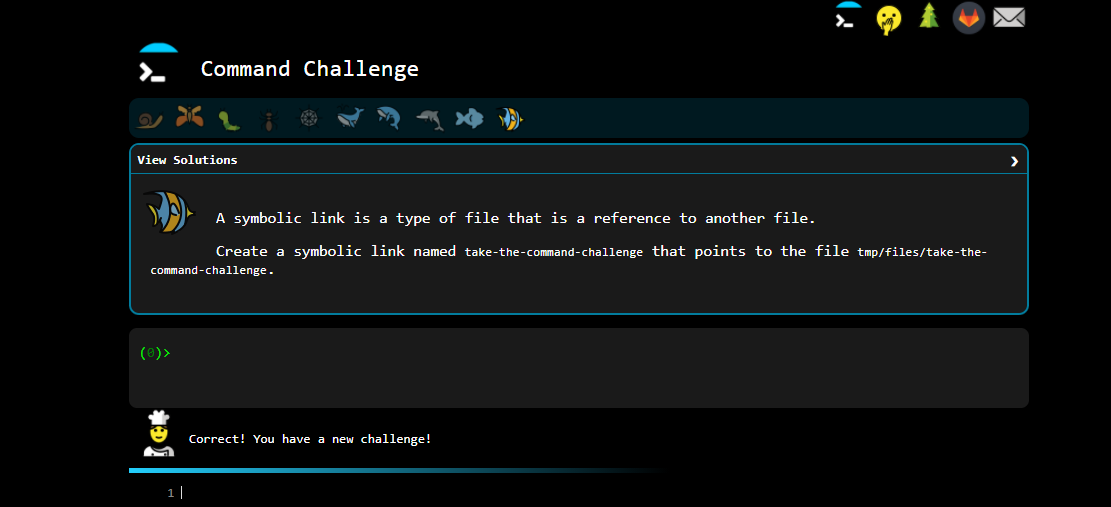 Command Challenge
View Solutions
❯
A symbolic link is a type of file that is a reference to another file.
Create a symbolic link named take-the-command-challenge that points to the file tmp/files/take-the-
command-challenge.
(0)>
Correct! You have a new challenge!
1